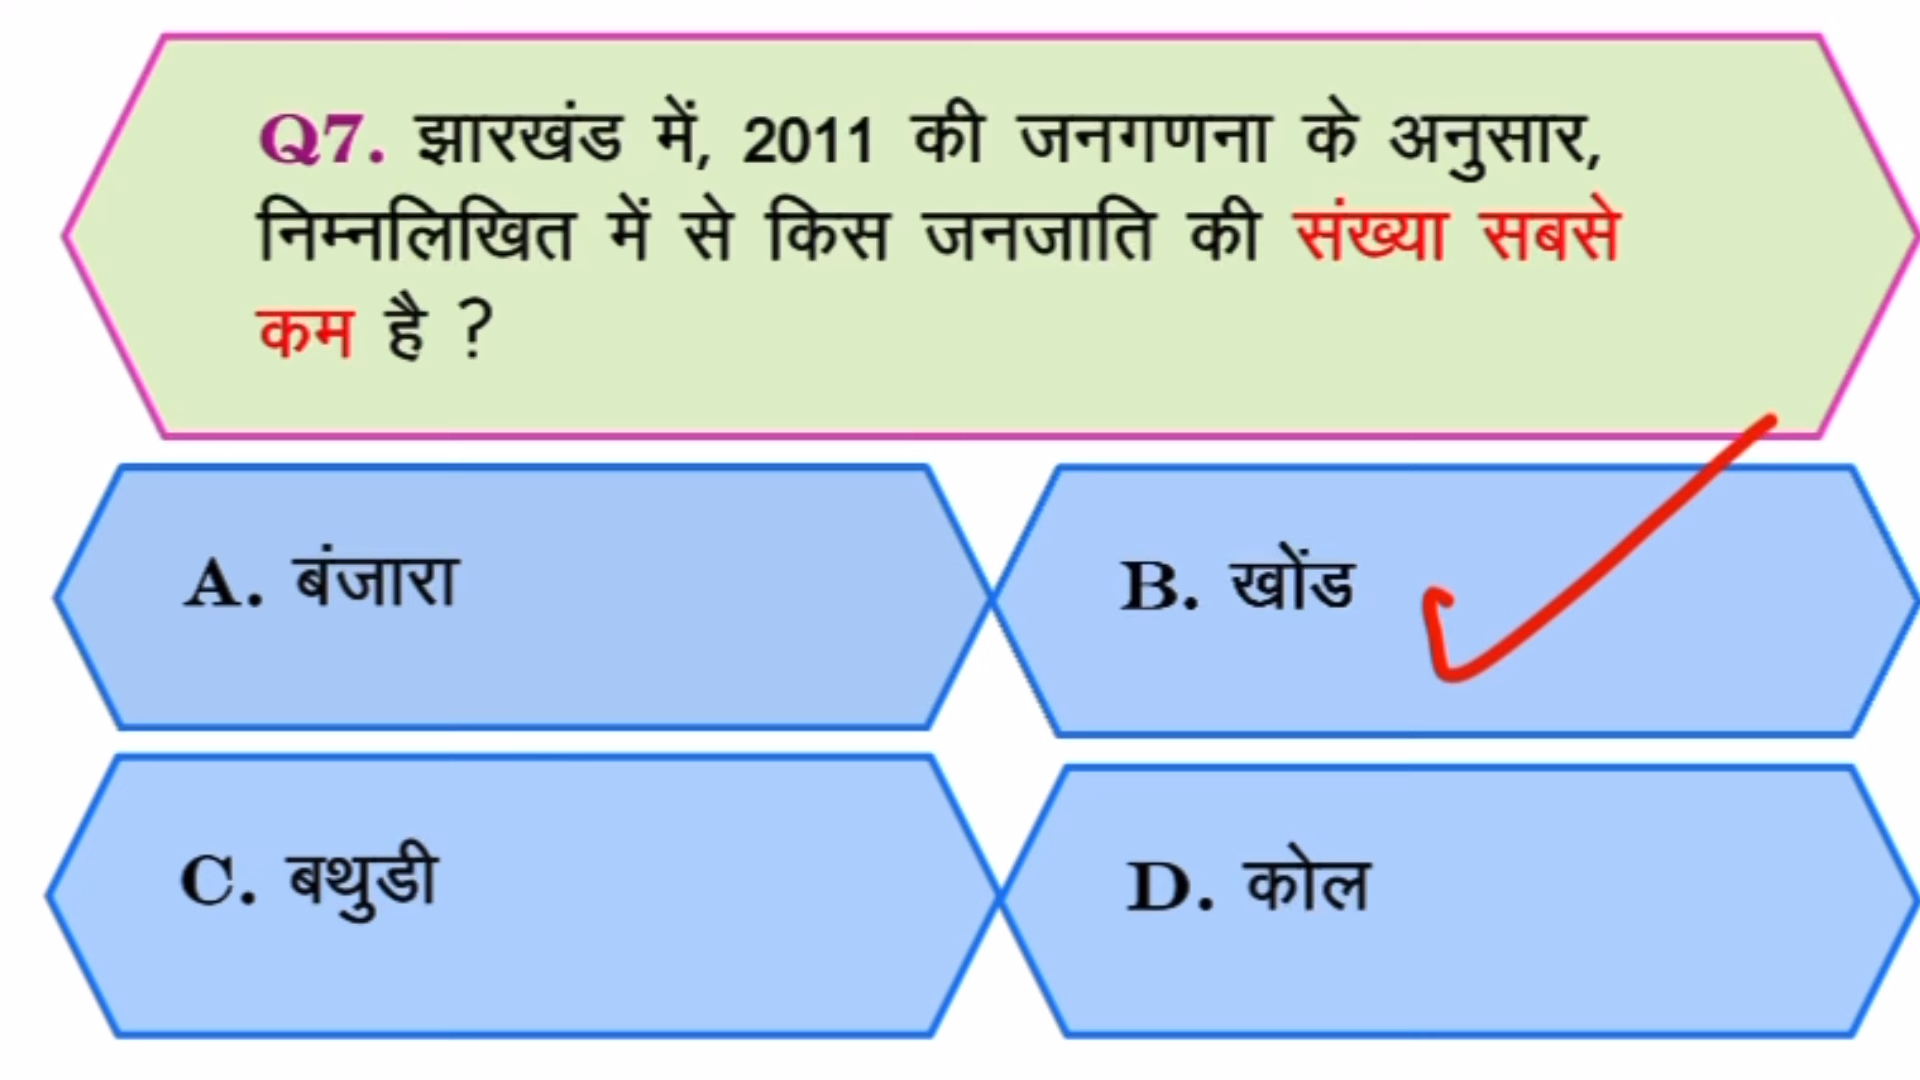 Q7. झारखंड में, 2011 की जनगणना के अनुसार,
निम्नलिखित में से किस जनजाति की संख्या सबसे
कम है ?
A. बंजारा
B. खोंड
C. बथुडी
D. कोल